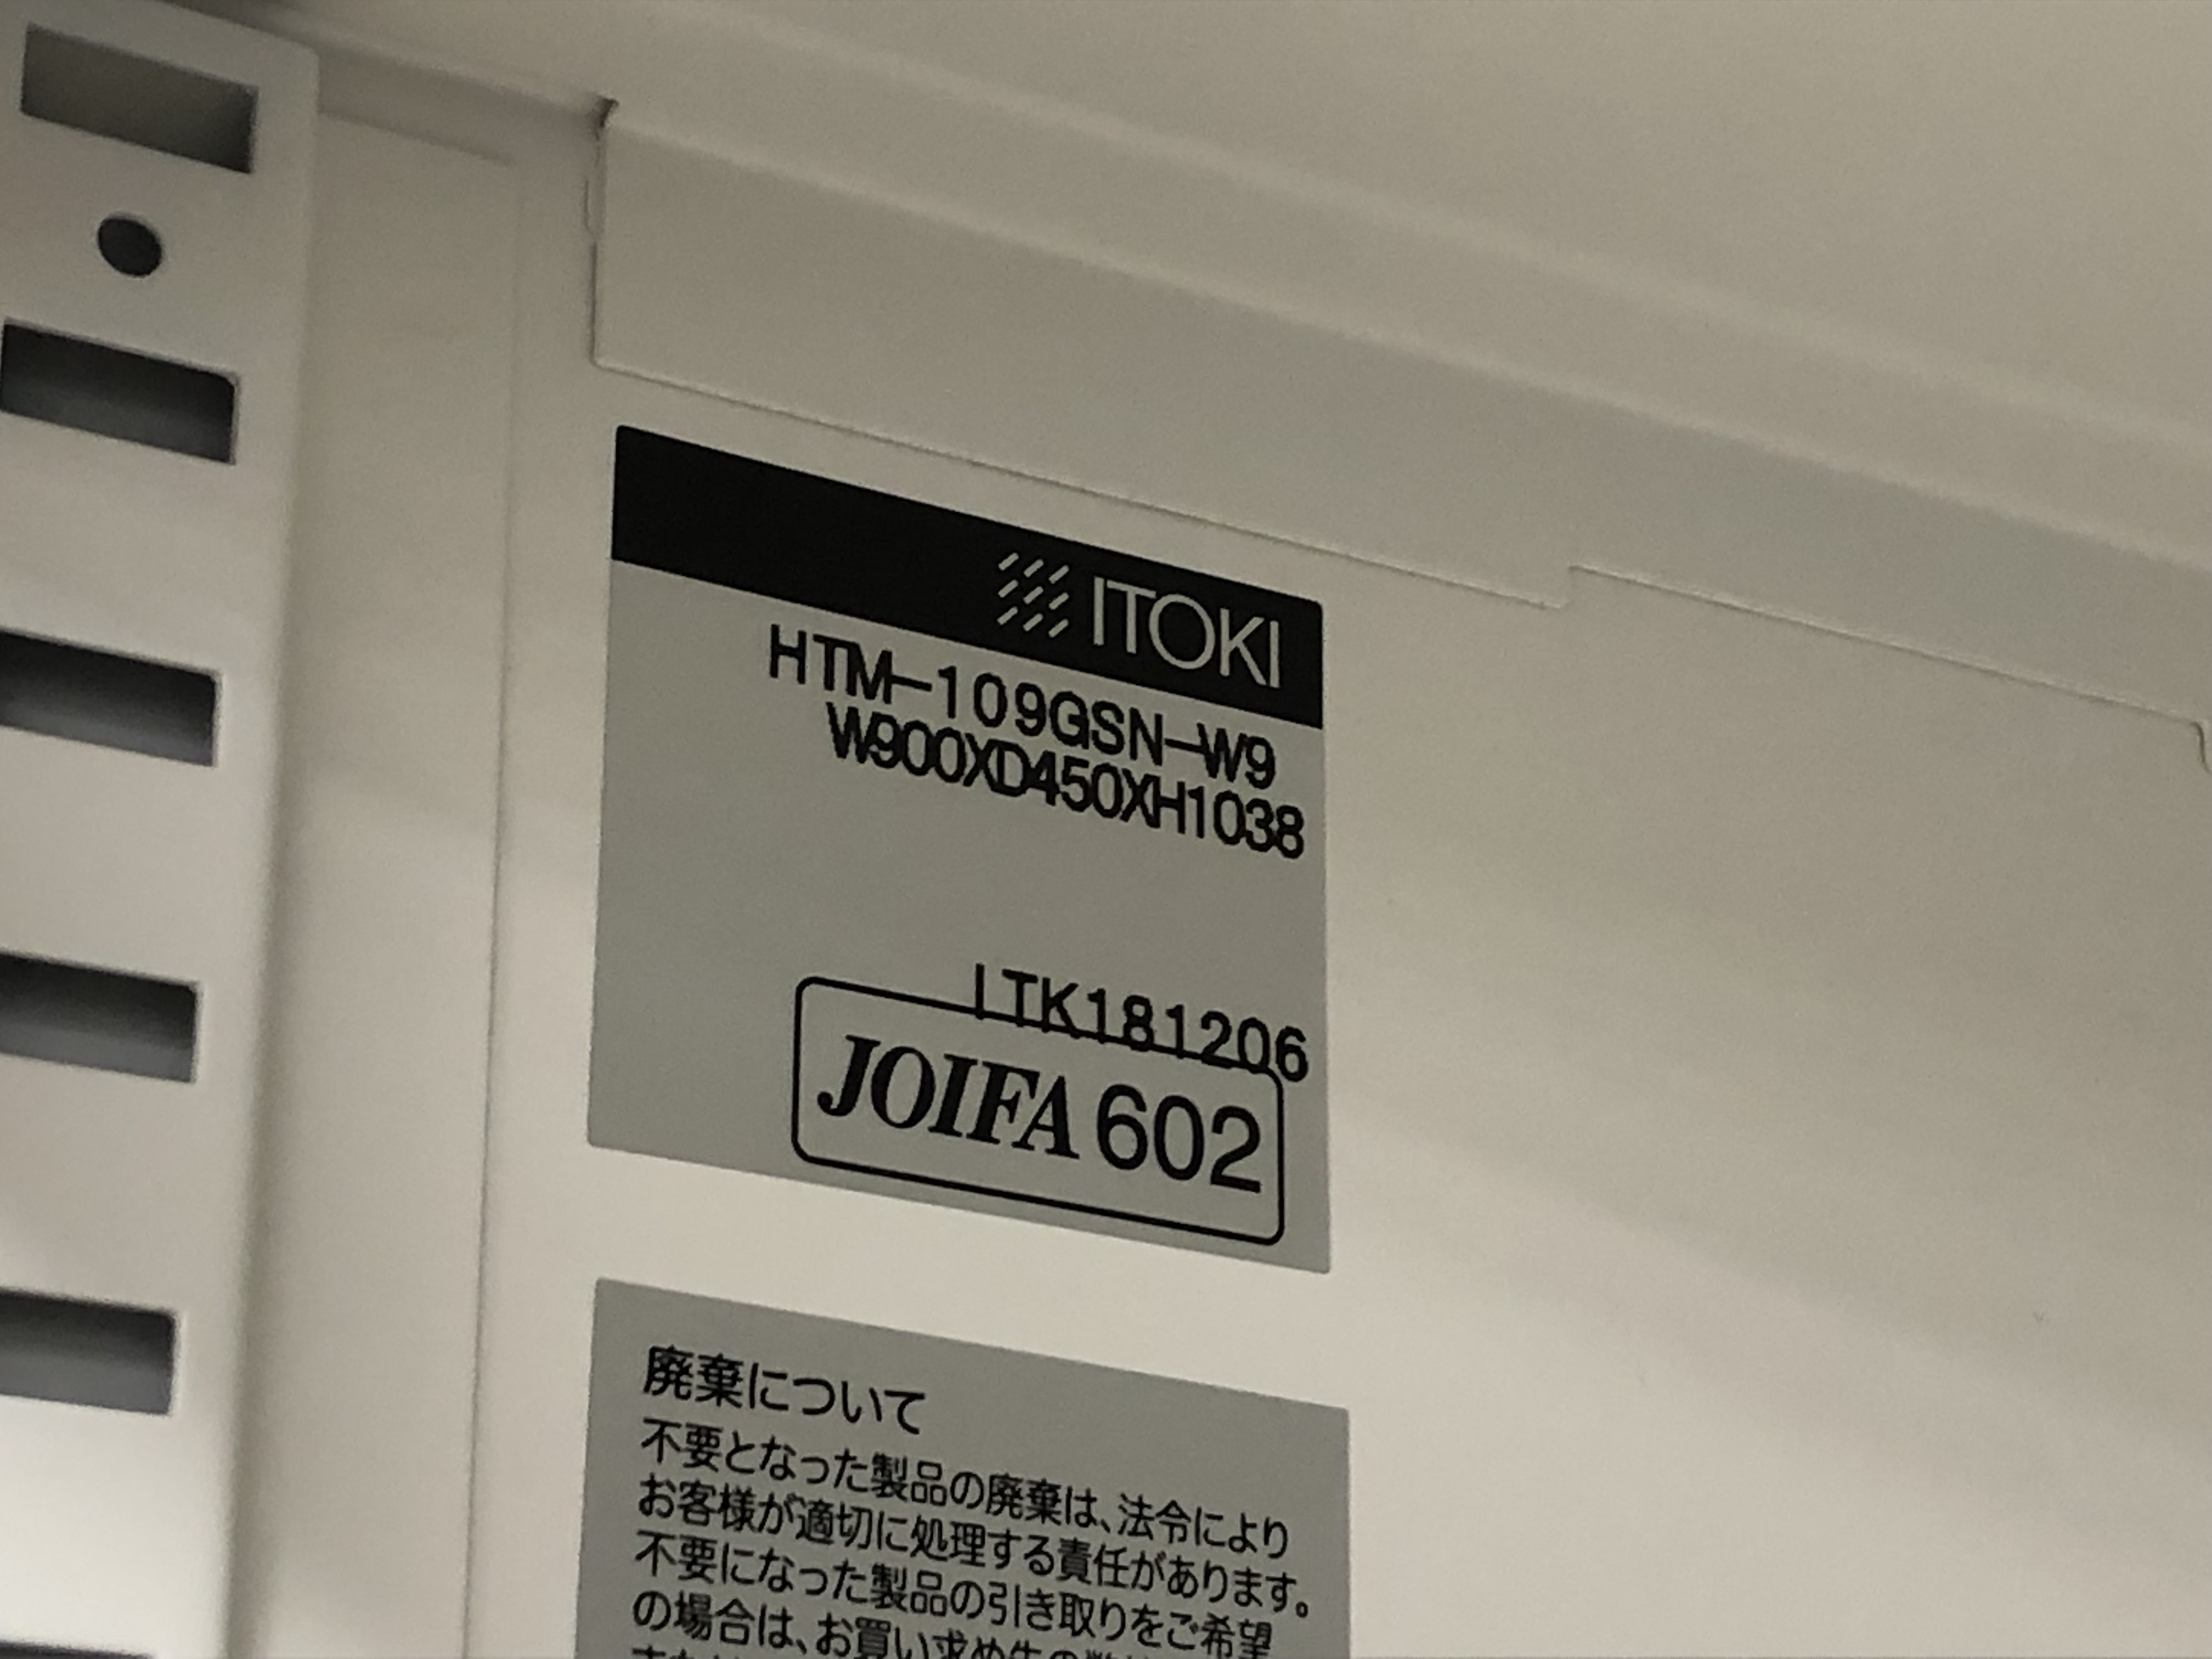 ITOKI
HTM-109GSN-W9
W900XD450XH1038
ITK181206
JOIFA 602
廃棄について
不要となった製品の廃棄は、法令により
お客様が適切に処理する責任があります。
不要になった製品の引き取りをご希望
の場合は、お買い求め先の